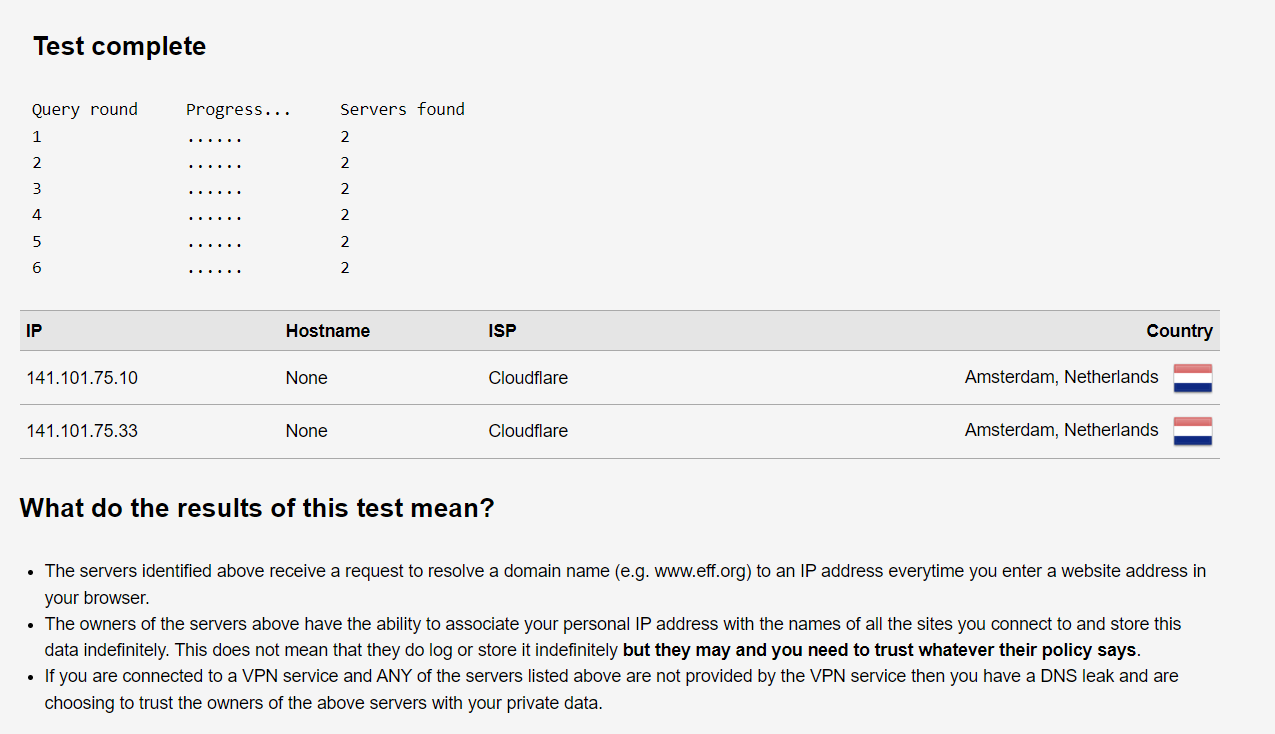 Test complete
Query round Progress... Servers found
1 ...... 2
2 ...... 2
3 ...... 2
4 ...... 2
5 ...... 2
6 ...... 2
IP Hostname ISP Country
141.101.75.10 None Cloudflare Amsterdam, Netherlands
141.101.75.33 None Cloudflare Amsterdam, Netherlands
What do the results of this test mean?
• The servers identified above receive a request to resolve a domain name (e.g. www.eff.org) to an IP address everytime you enter a website address in
your browser.
• The owners of the servers above have the ability to associate your personal IP address with the names of all the sites you connect to and store this
data indefinitely. This does not mean that they do log or store it indefinitely but they may and you need to trust whatever their policy says.
• If you are connected to a VPN service and ANY of the servers listed above are not provided by the VPN service then you have a DNS leak and are
choosing to trust the owners of the above servers with your private data.